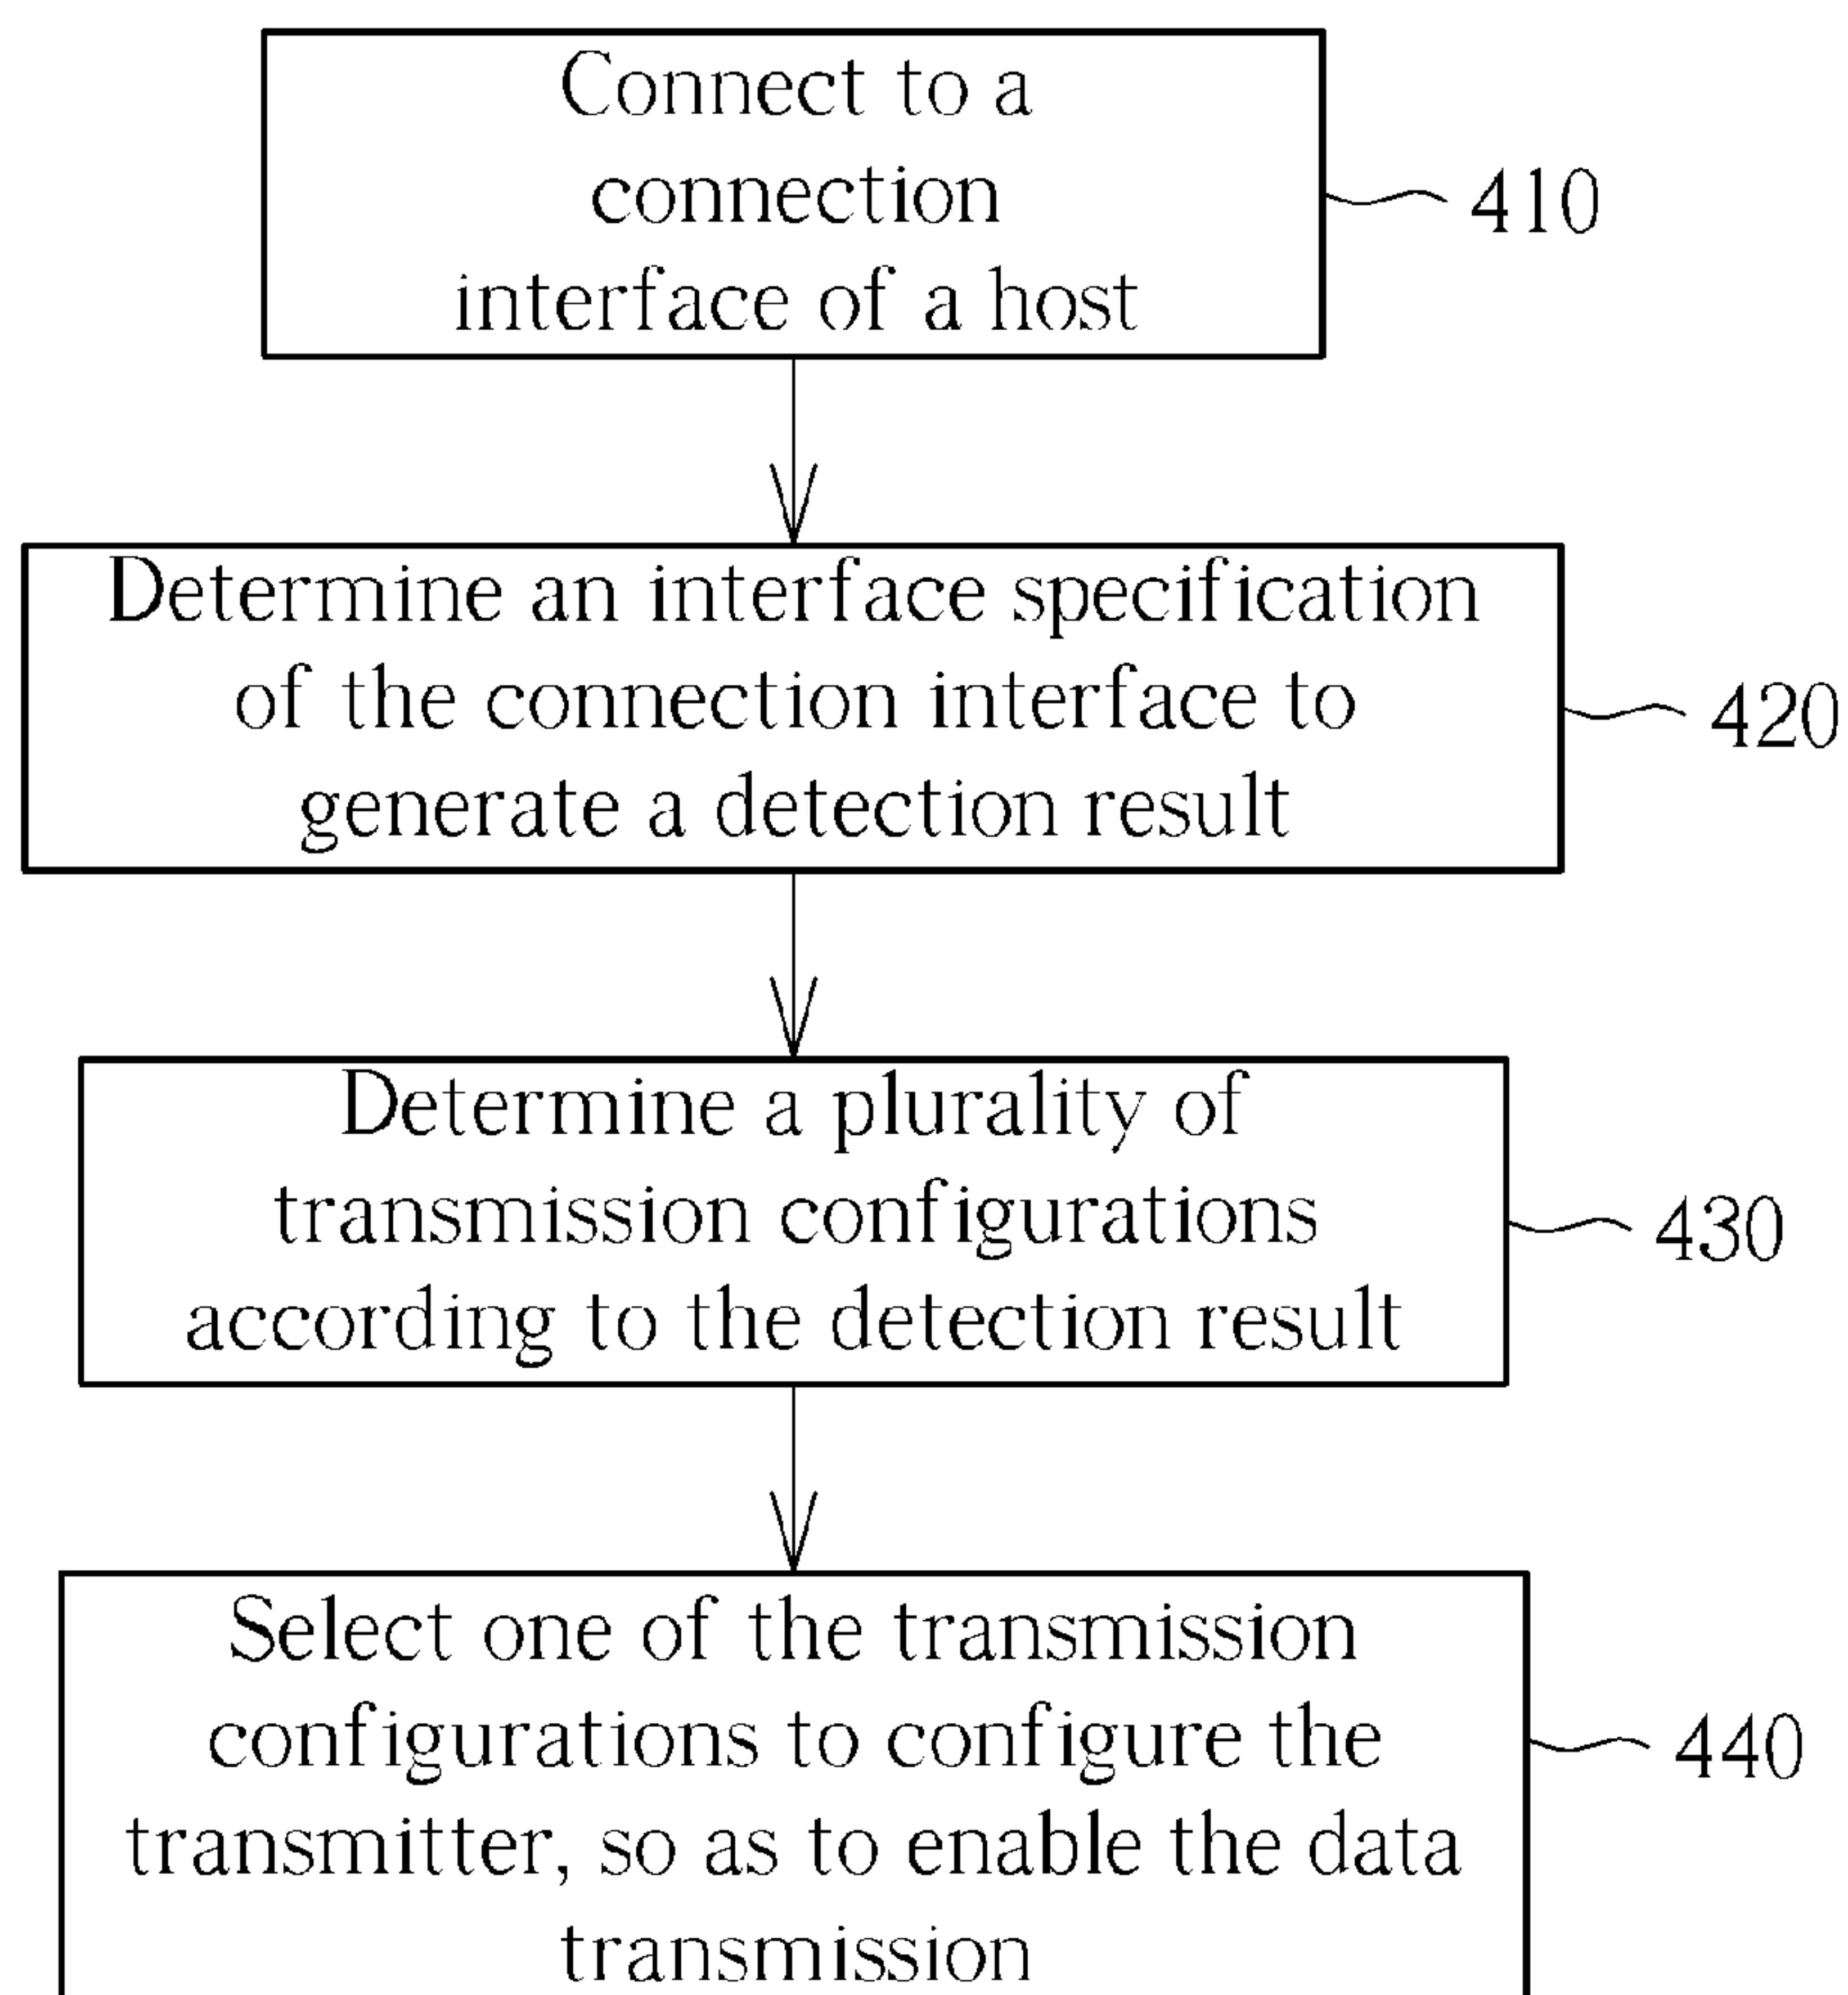 Connect to a
connection
interface of a host
410
Determine an interface specification
of the connection interface to
generate a detection result
420
Determine a plurality of
transmission configurations
according to the detection result
430
Select one of the transmission
configurations to configure the
transmitter, so as to enable the data
transmission
440